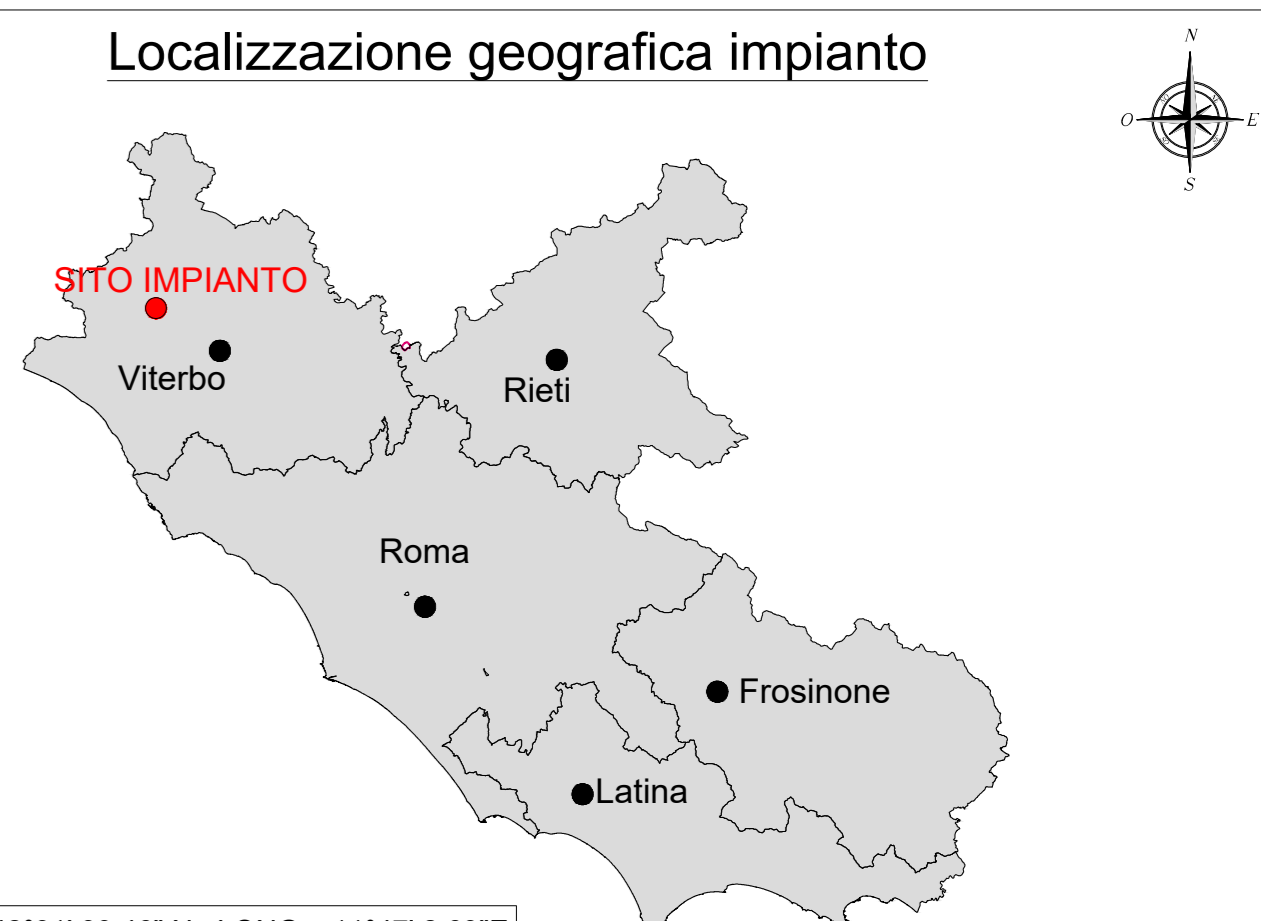 Localizzazione geografica impianto
N
O
E
S
SITO IMPIANTO
Viterbo
Rieti
Roma
Frosinone
Latina